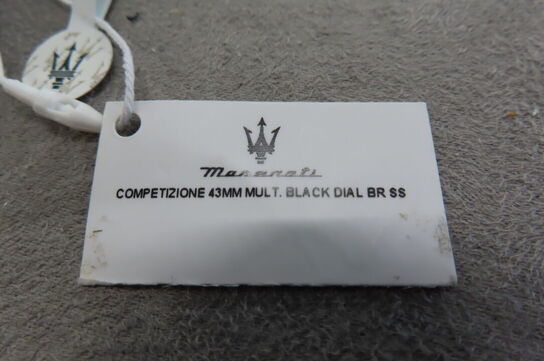 Maserati
COMPETIZIONE 43MM MULT. BLACK DIAL BR SS